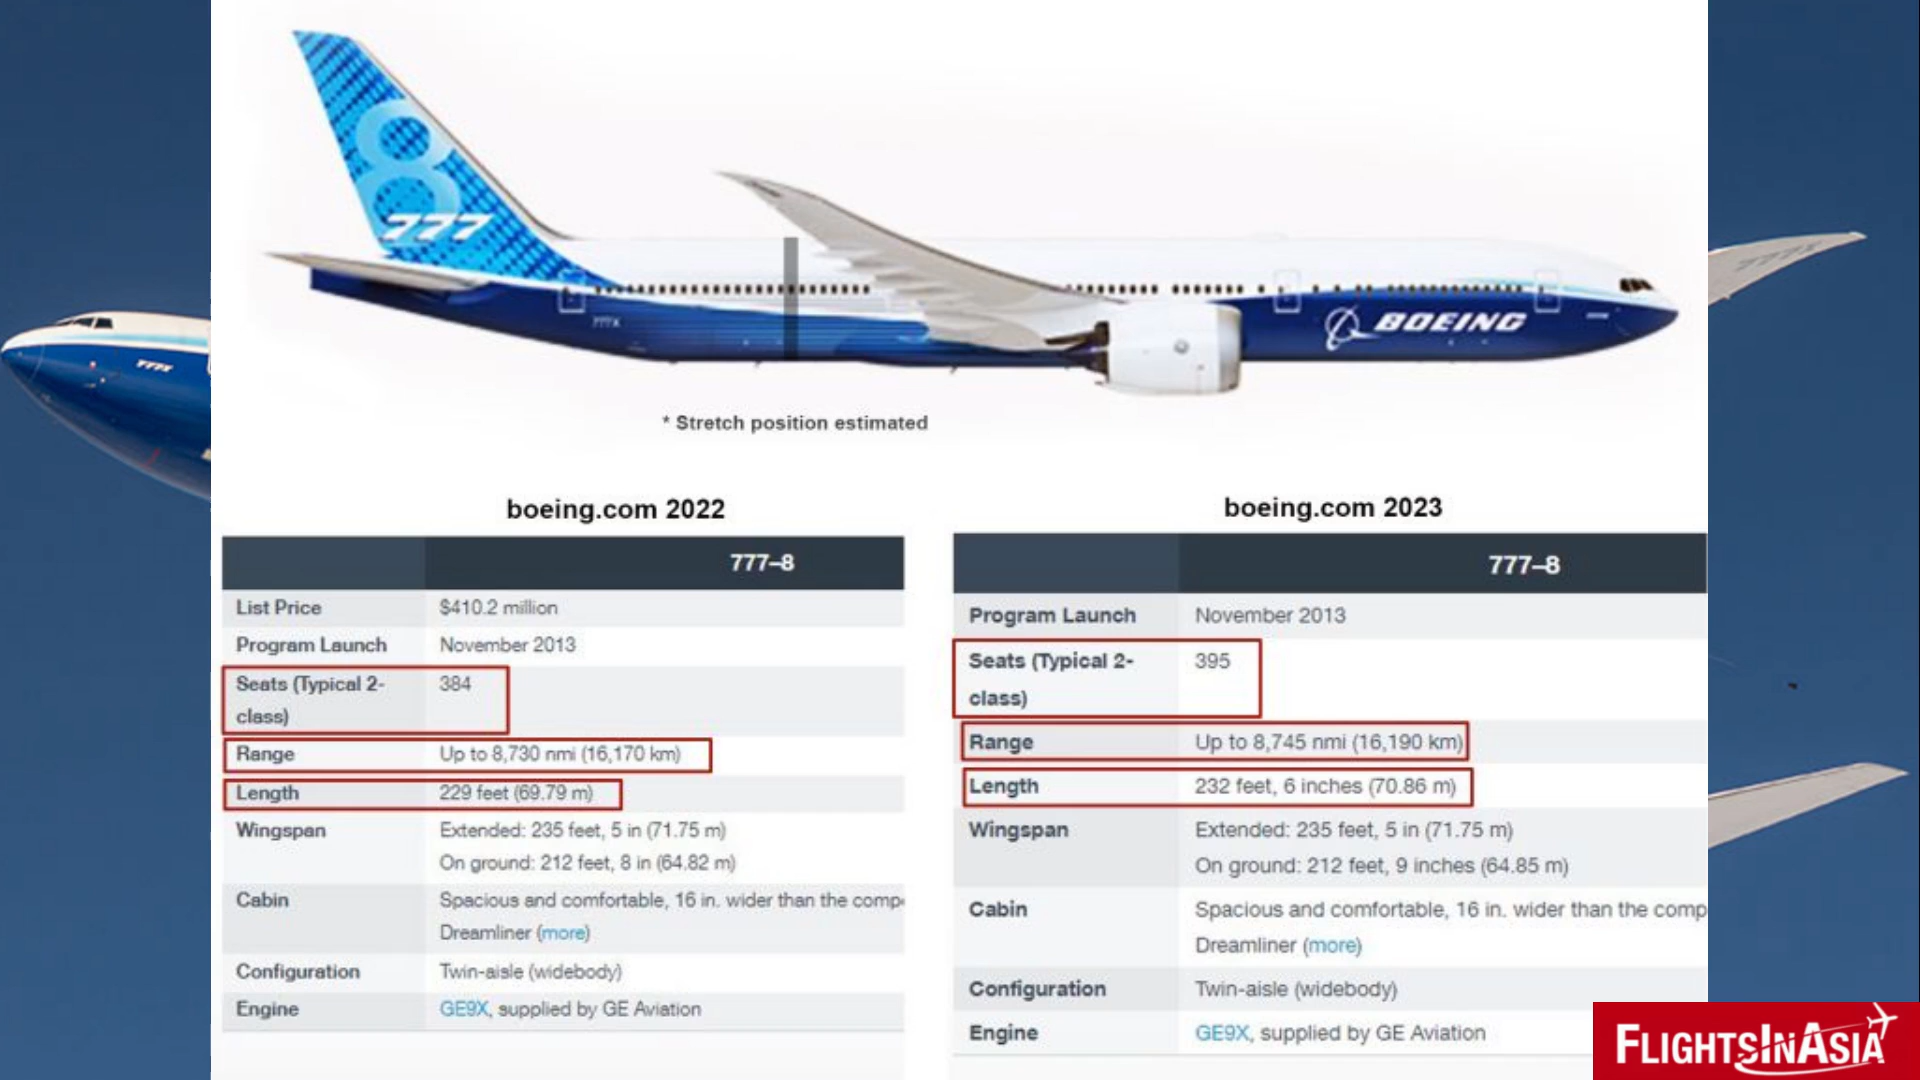 8
777
777X
BOEING
777X
777X
* Stretch position estimated
boeing.com 2022
777–8
List Price $410.2 million
Program Launch November 2013
Seats (Typical 2- 384
class)
Range Up to 8,730 nmi (16,170 km)
Length 229 feet (69.79 m)
Wingspan Extended: 235 feet, 5 in (71.75 m)
On ground: 212 feet, 8 in (64.82 m)
Cabin Spacious and comfortable, 16 in. wider than the comp
Dreamliner (more)
Configuration Twin-aisle (widebody)
Engine GE9X, supplied by GE Aviation
boeing.com 2023
777–8
Program Launch November 2013
Seats (Typical 2- 395
class)
Range Up to 8,745 nmi (16,190 km)
Length 232 feet, 6 inches (70.86 m)
Wingspan Extended: 235 feet, 5 in (71.75 m)
On ground: 212 feet, 9 inches (64.85 m)
Cabin Spacious and comfortable, 16 in. wider than the comp
Dreamliner (more)
Configuration Twin-aisle (widebody)
Engine GE9X, supplied by GE Aviation
FLIGHTSINASIA